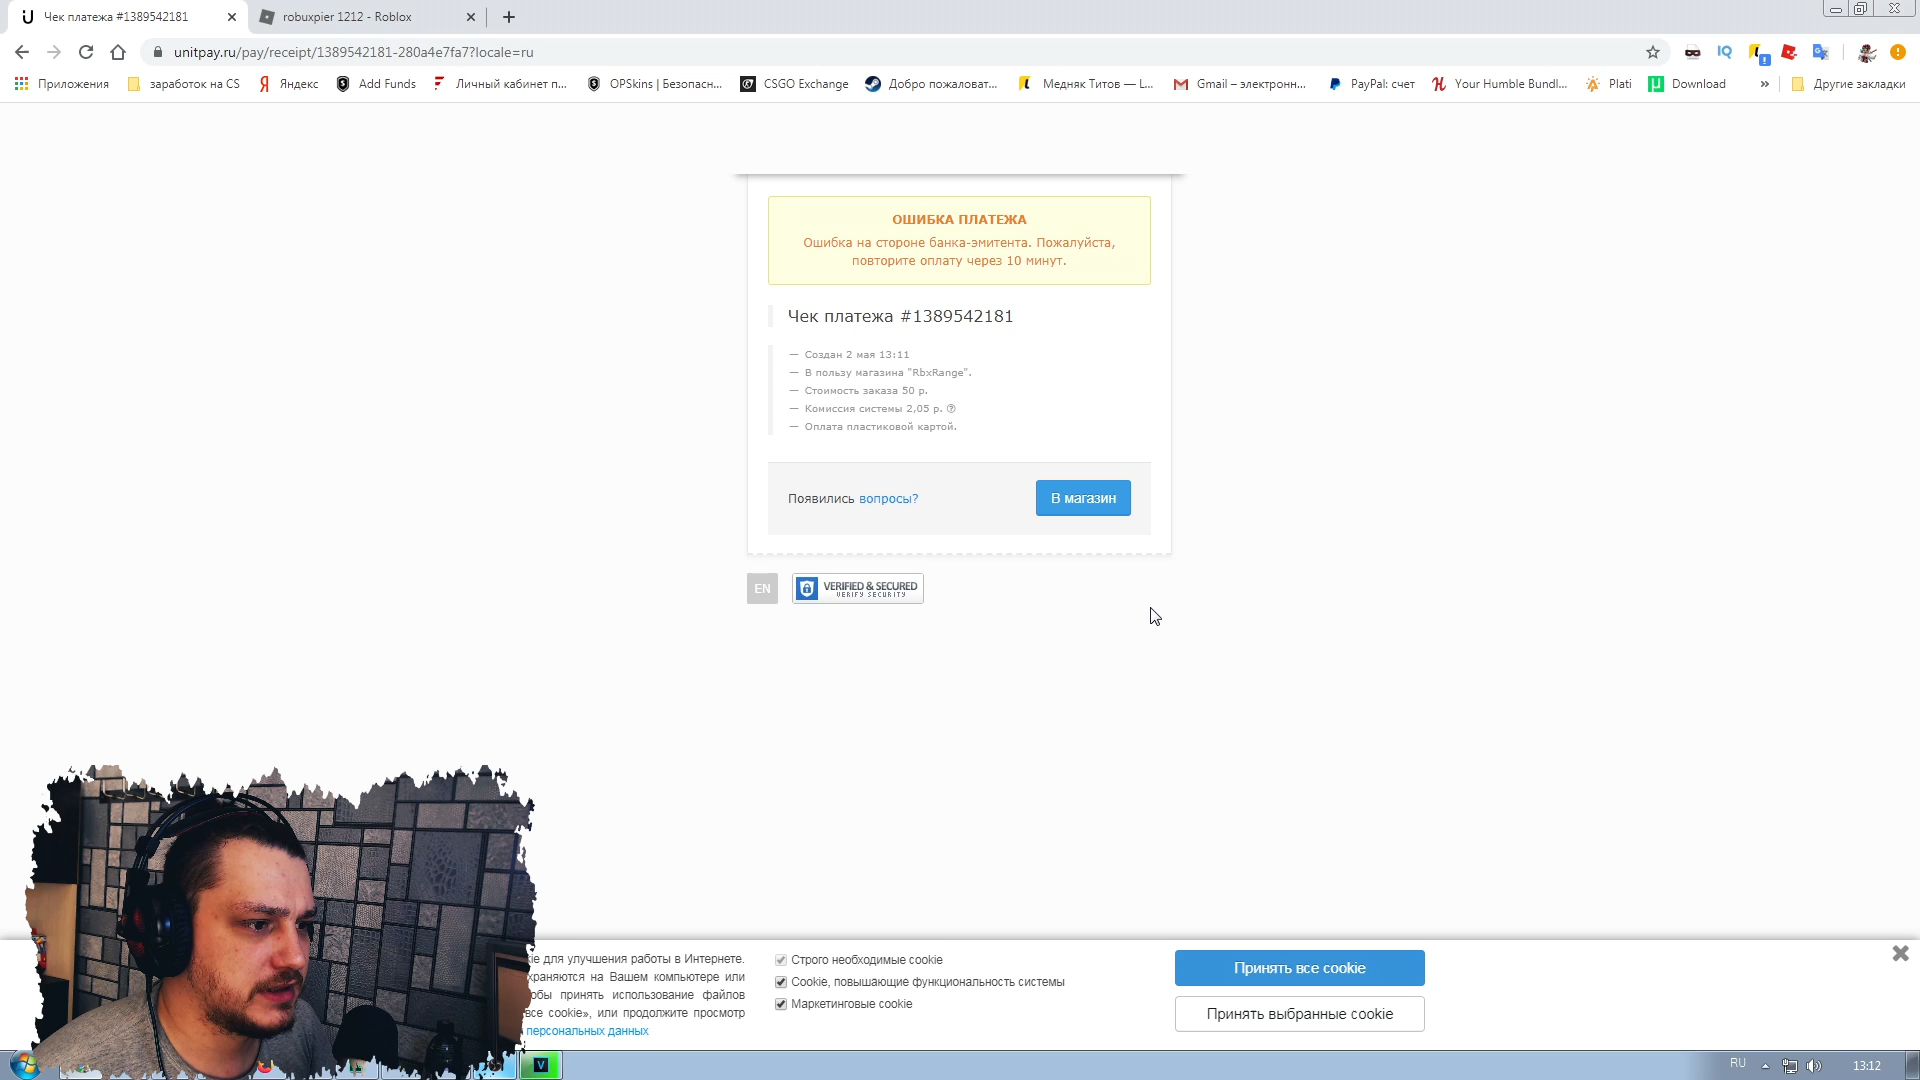 Чек платежа #1389542181
robuxpier 1212 - Roblox
unitpay.ru/pay/receipt/1389542181-280a4e7fa7?locale=ru
Приложения
заработок на CS
Яндекс
Add Funds
Личный кабинет п...
OPSkins | Безопасн...
CSGO Exchange
Добро пожаловат...
Медняк Титов — L...
Gmail – электронн...
PayPal: счет
Your Humble Bundl...
Plati
Download
»
Другие закладки
ОШИБКА ПЛАТЕЖА
Ошибка на стороне банка-эмитента. Пожалуйста,
повторите оплату через 10 минут.
Чек платежа #1389542181
— Создан 2 мая 13:11
— В пользу магазина "RbxRange".
— Стоимость заказа 50 р.
— Комиссия системы 2,05 р.
— Оплата пластиковой картой.
Появились вопросы?
В магазин
EN
VERIFIED & SECURED
VERIFY SECURITY
для улучшения работы в Интернете.
на Вашем компьютере или
принять использование файлов
все cookie», или продолжите просмотр
персональных данных
Строго необходимые cookie
Cookie, повышающие функциональность системы
Маркетинговые cookie
Принять все cookie
Принять выбранные cookie
RU
13:12